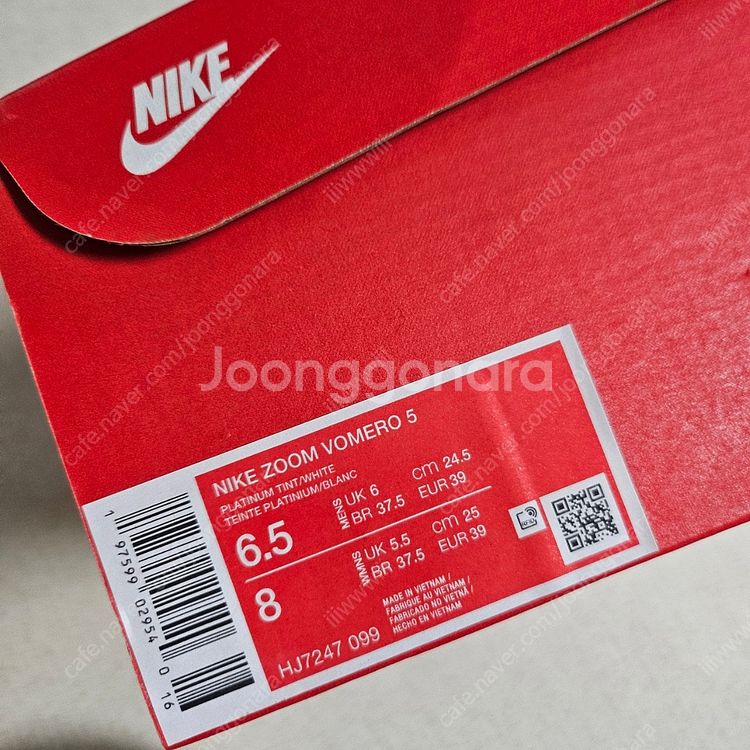 NIKE
Joonggonara
NIKE ZOOM VOMERO 5
PLATINUM TINT/WHITE
TEINTE PLATINIUM/BLANC
6.5
MENS
UK 6
CM 24.5
BR 37.5
EUR 39
8
WMNS
UK 5.5
CM 25
BR 37.5
EUR 39
MADE IN VIETNAM /
FABRIQUE AU VIETNAM /
FABRICADO NO VIETNÃ /
HECHO EN VIETNAM
HJ7247 099
1 97599 02954 0 16
cafe.naver.com/joonggonara
iiiwwwiii